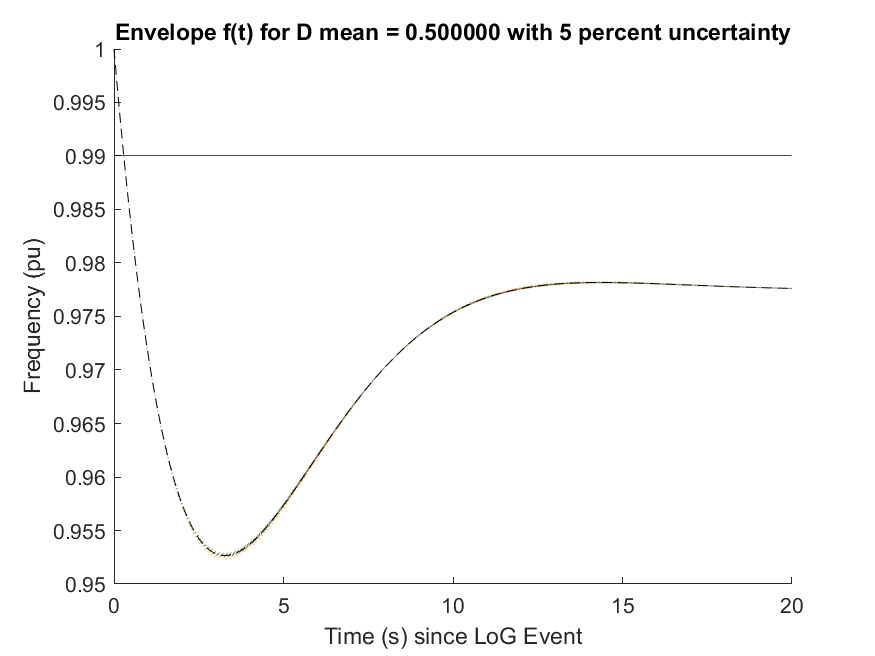 Envelope f(t) for D mean = 0.500000 with 5 percent uncertainty
1
0.995
0.99
0.985
0.98
0.975
0.97
0.965
0.96
0.955
0.95
Frequency (pu)
0 5 10 15 20
Time (s) since LoG Event